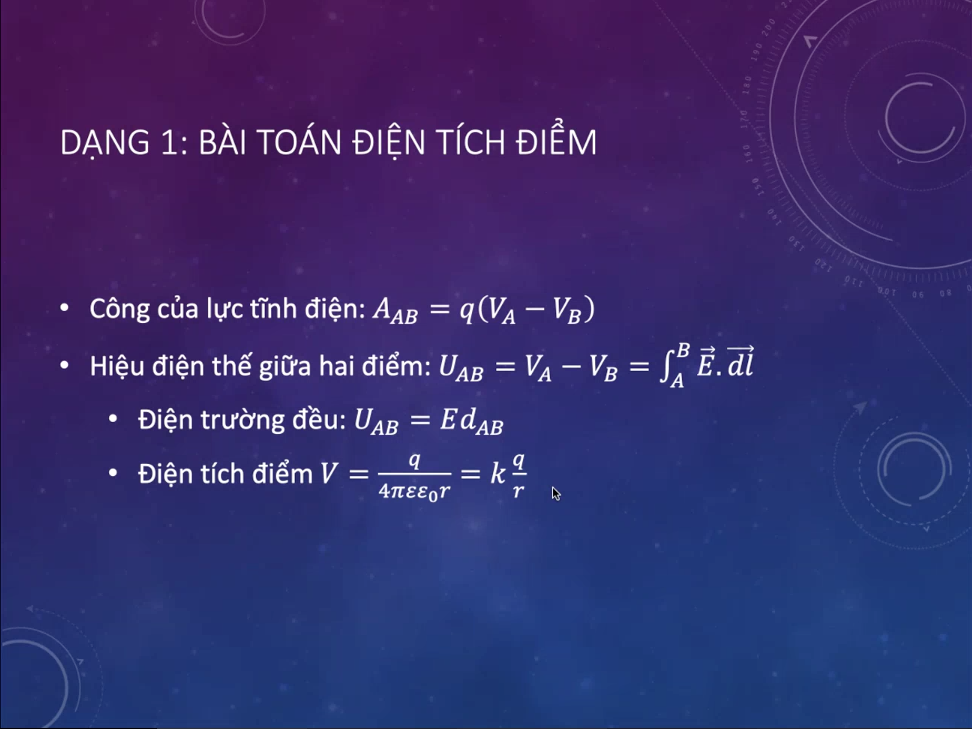 DẠNG 1: BÀI TOÁN ĐIỆN TÍCH ĐIỂM
• Công của lực tĩnh điện: $A_{AB} = q(V_A - V_B)$
• Hiệu điện thế giữa hai điểm: $U_{AB} = V_A - V_B = \int_A^B \vec{E}.\overrightarrow{dl}$
• Điện trường đều: $U_{AB} = Ed_{AB}$
• Điện tích điểm $V = \frac{q}{4\pi\varepsilon\varepsilon_0 r} = k\frac{q}{r}$